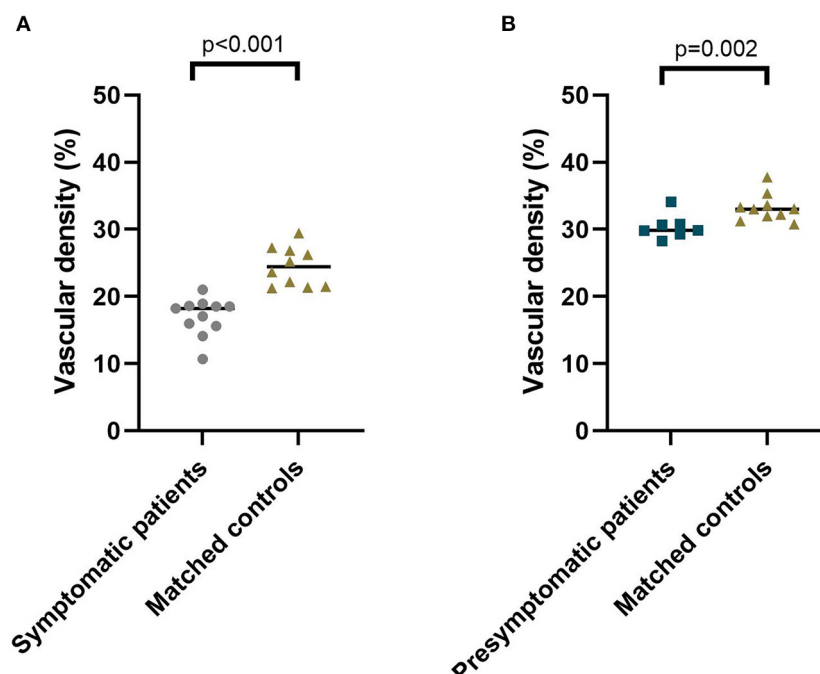 A
p<0.001
Vascular density (%)
50
40
30
20
10
0
Symptomatic patients
Matched controls
B
p=0.002
Vascular density (%)
50
40
30
20
10
0
Presymptomatic patients
Matched controls